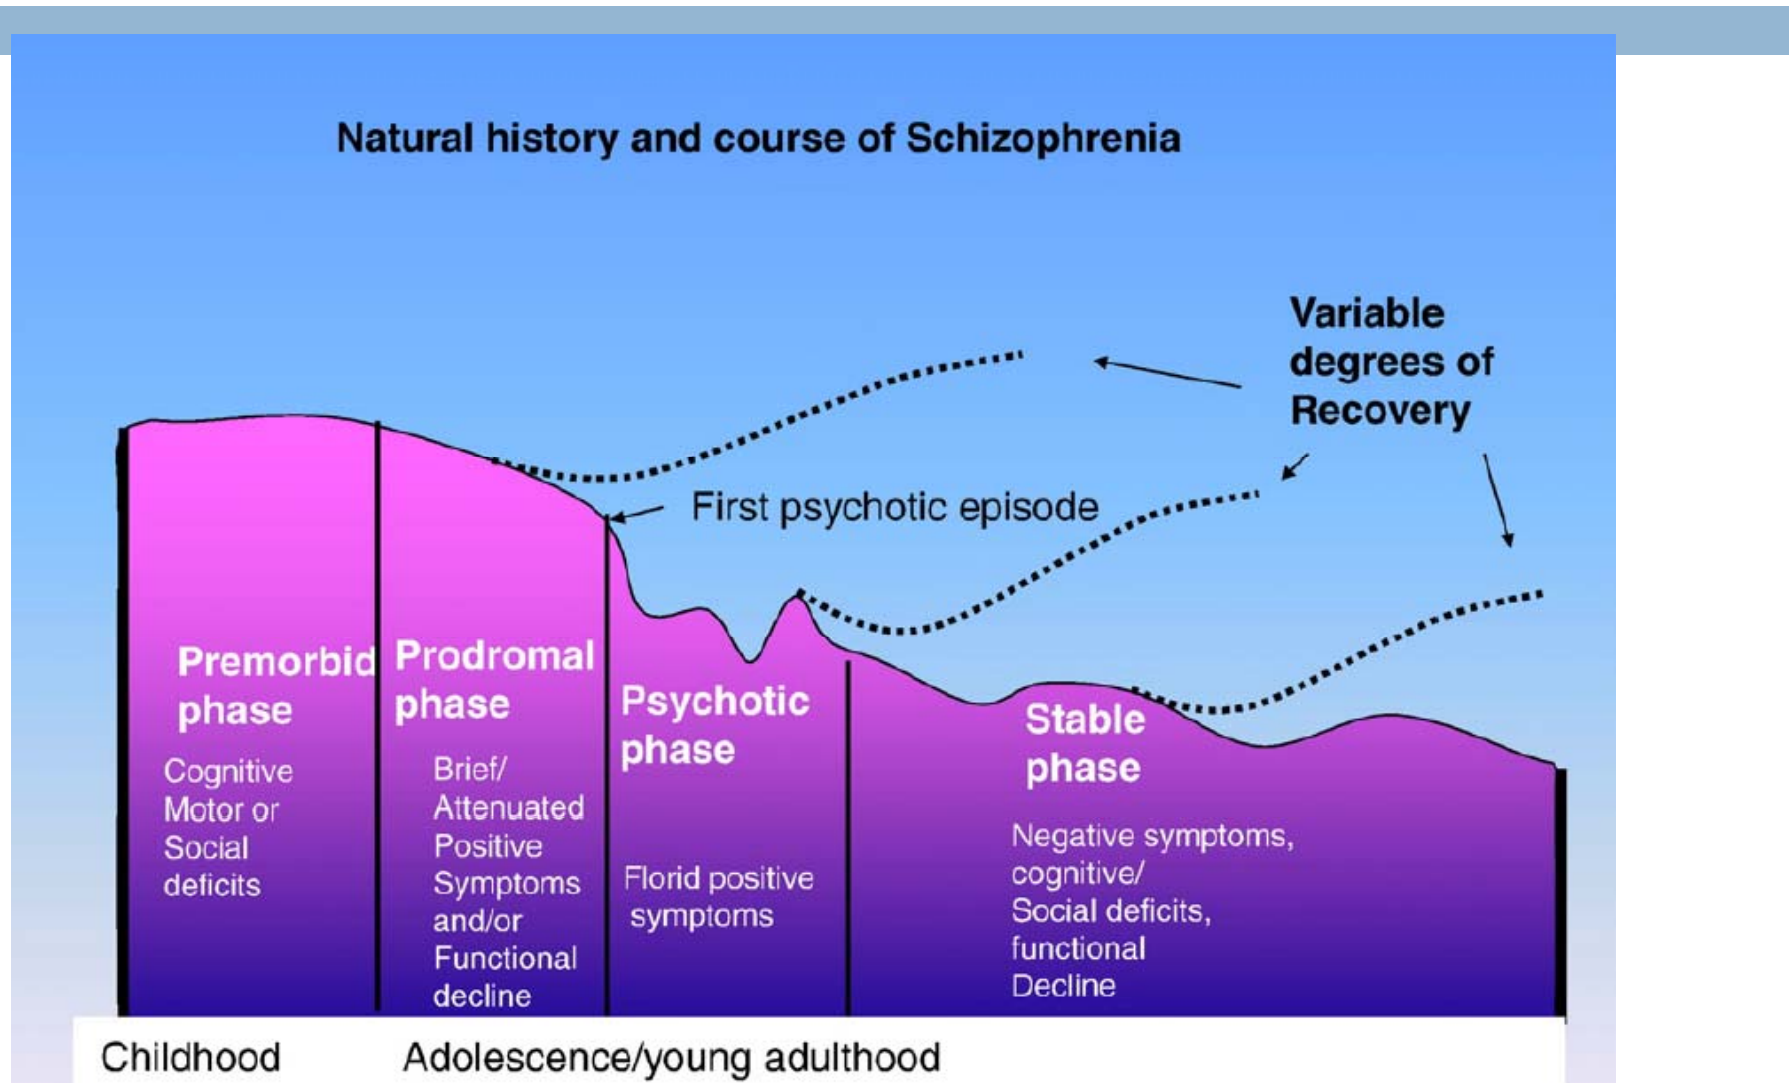 Natural history and course of Schizophrenia
Variable
degrees of
Recovery
First psychotic episode
Premorbid
phase
Cognitive
Motor or
Social
deficits
Prodromal
phase
Brief/
Attenuated
Positive
Symptoms
and/or
Functional
decline
Psychotic
phase
Florid positive
symptoms
Stable
phase
Negative symptoms,
cognitive/
Social deficits,
functional
Decline
Childhood
Adolescence/young adulthood